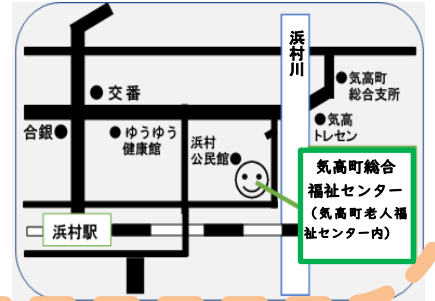 浜村川
●交番
●気高町
総合支所
合銀●
●ゆうゆう
健康館
浜村
公民館●
●気高
トレセン
気高町総合
福祉センター
（気高町老人福
祉センター内）
浜村駅